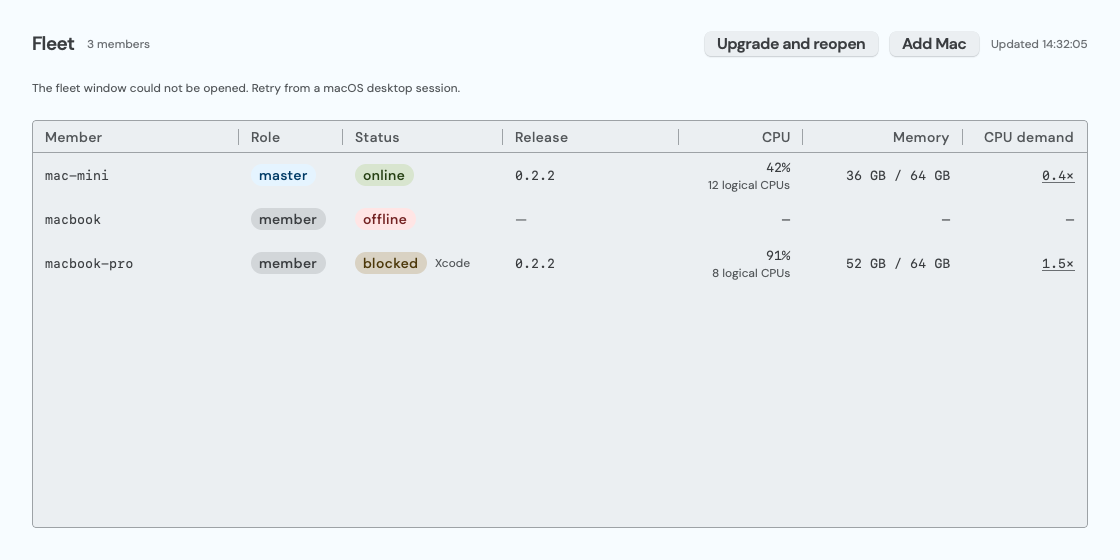 Fleet 3 members Upgrade and reopen Add Mac Updated 14:32:05
The fleet window could not be opened. Retry from a macOS desktop session.
Member Role Status Release CPU Memory CPU demand
mac-mini master online 0.2.2 42% 12 logical CPUs 36 GB / 64 GB 0.4×
macbook member offline — — — —
macbook-pro member blocked Xcode 0.2.2 91% 8 logical CPUs 52 GB / 64 GB 1.5×